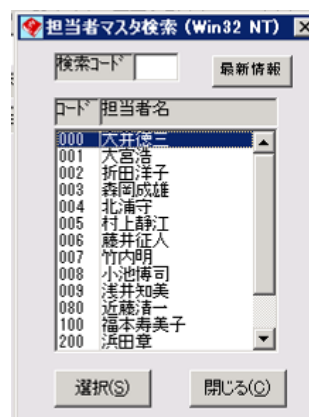 担当者マスタ検索 (Win32 NT)
検索コード
最新情報
コード 担当者名
000 大井徳三
001 大宮浩
002 折田洋子
003 森岡成雄
004 北浦守
005 村上静江
006 藤井征人
007 竹内明
008 小池博司
009 浅井知美
080 近藤清一
100 福本寿美子
200 浜田章
選択(S)
閉じる(C)